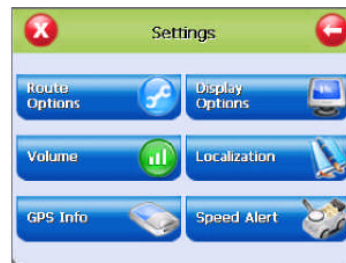 Settings
Route
Options
Display
Options
Volume
Localization
GPS Info
Speed Alert